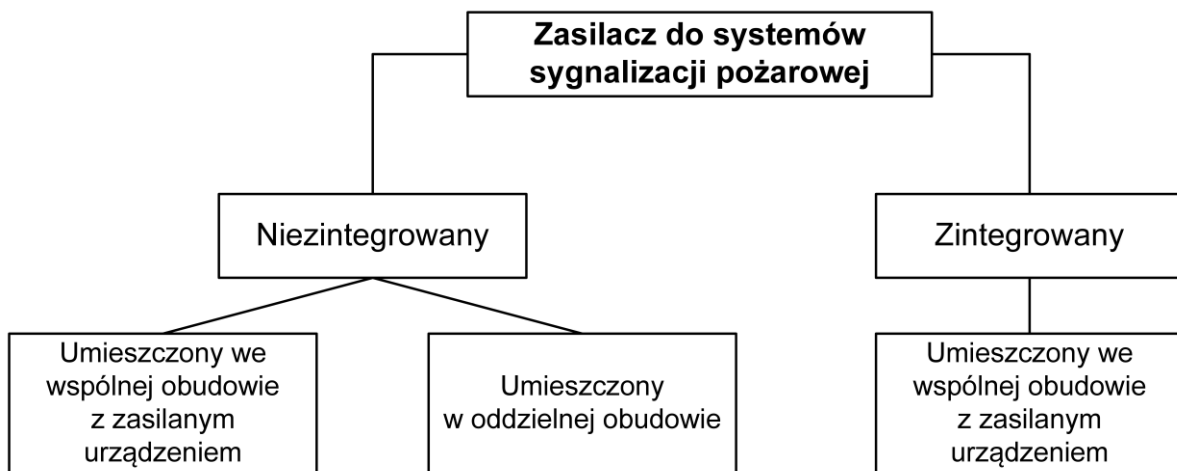 Zasilacz do systemów
sygnalizacji pożarowej
Niezintegrowany
Zintegrowany
Umieszczony we
wspólnej obudowie
z zasilanym
urządzeniem
Umieszczony
w oddzielnej obudowie
Umieszczony we
wspólnej obudowie
z zasilanym
urządzeniem